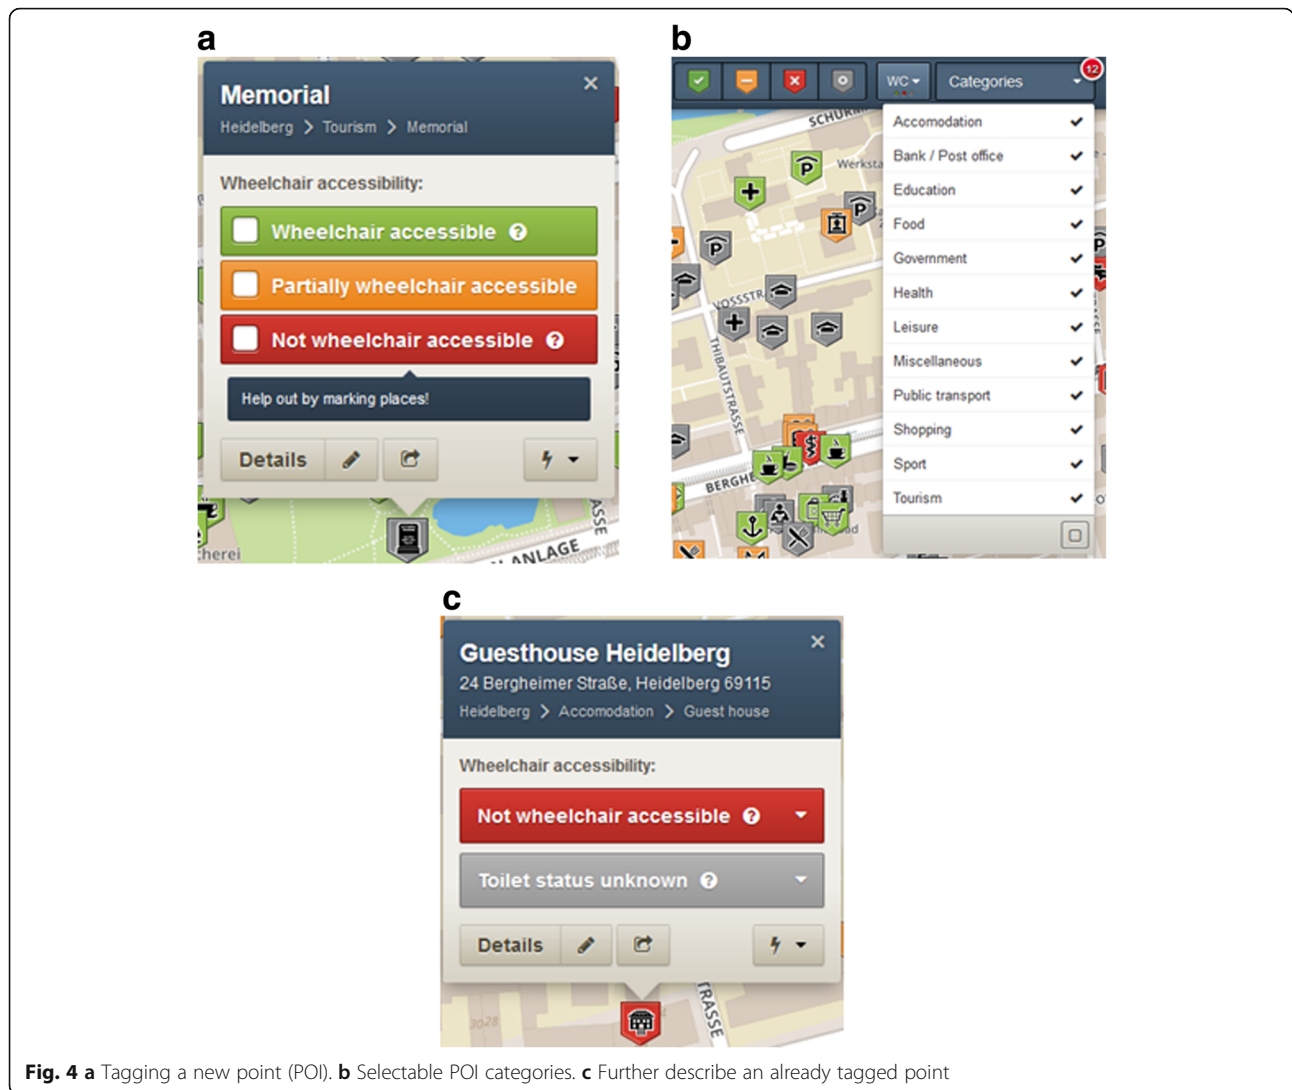 a
Memorial
Heidelberg > Tourism > Memorial
Wheelchair accessibility:
Wheelchair accessible ?
Partially wheelchair accessible
Not wheelchair accessible ?
Help out by marking places!
Details
cherei
ASSE
ANLAGE
b
WC
Categories
12
Accomodation
Bank / Post office
Education
Food
Government
Health
Leisure
Miscellaneous
Public transport
Shopping
Sport
Tourism
SCHURM
Werksta
P
P
P
VOSSSTR
THIBAUTSTRASSE
BERGHE
c
Guesthouse Heidelberg
24 Bergheimer Straße, Heidelberg 69115
Heidelberg > Accomodation > Guest house
Wheelchair accessibility:
Not wheelchair accessible ?
Toilet status unknown ?
Details
3028
TRASSE
Fig. 4 a Tagging a new point (POI). b Selectable POI categories. c Further describe an already tagged point